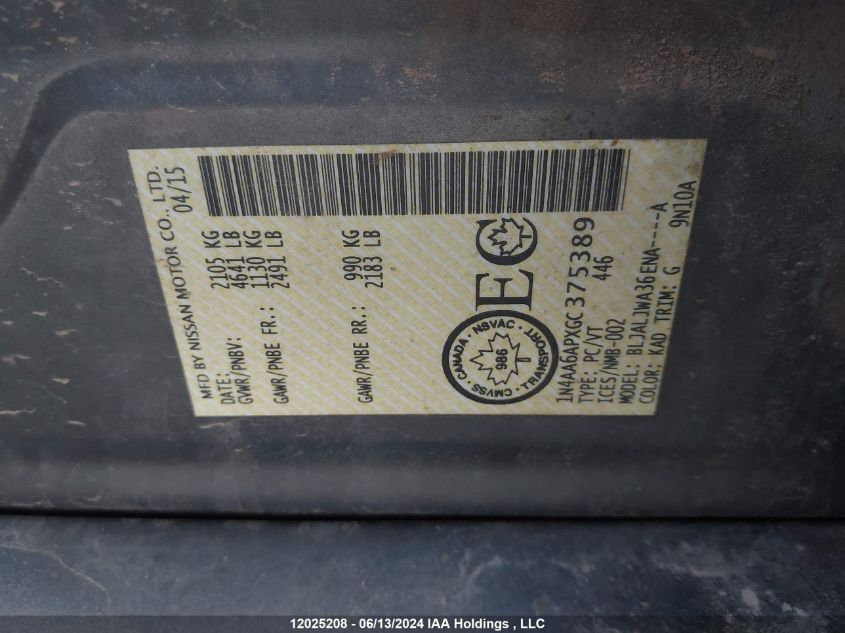 MFD BY NISSAN MOTOR CO., LTD.
DATE: 04/15
GVWR/PNBV: 2105 KG
4641 LB
GAWR/PNBE FR.: 1130 KG
2491 LB
GAWR/PNBE RR.: 990 KG
2183 LB
CANADA · NSVAC · TRANSPORT · CMVSS ·
986
EC
1N4AA6APXGC375389
TYPE: PC/VT 446
ICES/NMB-002
MODEL: BLJALJWA36ENA----A
COLOR: KAD TRIM: G 9N10A
12025208 - 06/13/2024 IAA Holdings , LLC